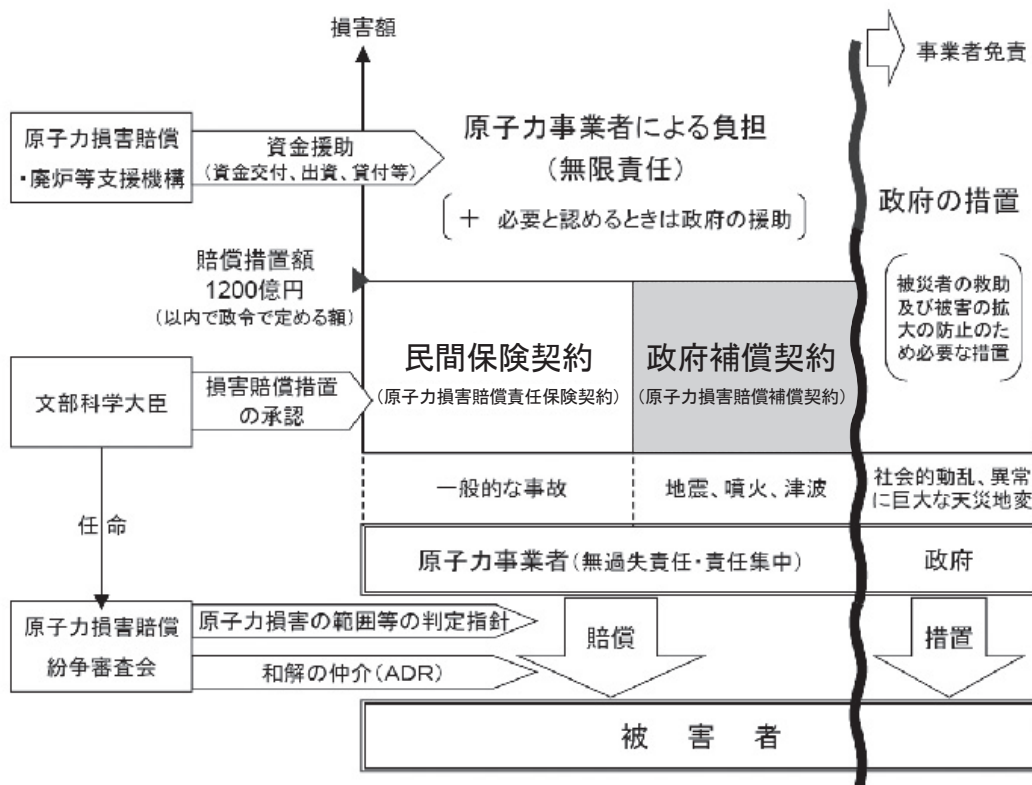 損害額
事業者免責
原子力損害賠償
・廃炉等支援機構
資金援助
(資金交付、出資、貸付等)
原子力事業者による負担
(無限責任)
+ 必要と認めるときは政府の援助
政府の措置
被災者の救助
及び被害の拡
大の防止のた
め必要な措置
賠償措置額
1200億円
(以内で政令で定める額)
民間保険契約
(原子力損害賠償責任保険契約)
政府補償契約
(原子力損害賠償補償契約)
文部科学大臣
損害賠償措置
の承認
一般的な事故
地震、噴火、津波
社会的動乱、異常
に巨大な天災地変
任命
原子力事業者(無過失責任・責任集中)
政府
原子力損害賠償
紛争審査会
原子力損害の範囲等の判定指針
和解の仲介(ADR)
賠償
措置
被害者